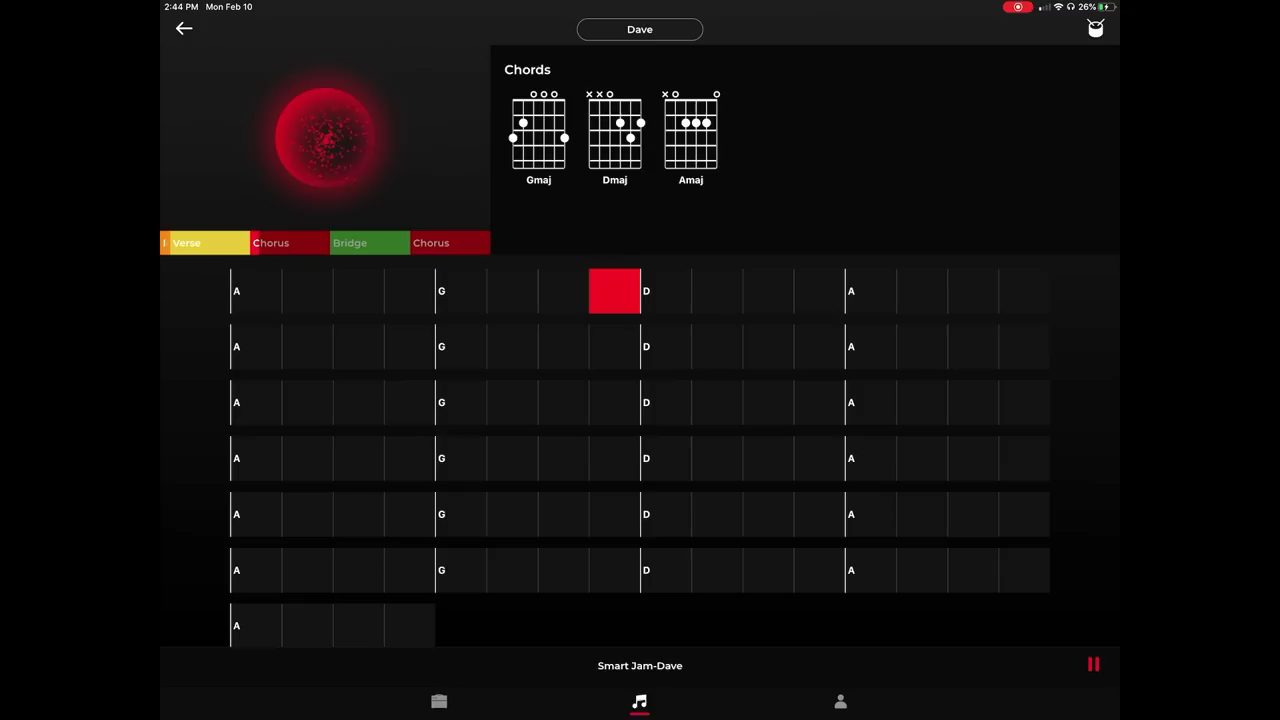 2:44 PM Mon Feb 10 26%
Dave
Chords
Gmaj Dmaj Amaj
I Verse Chorus Bridge Chorus
A G D A
A G D A
A G D A
A G D A
A G D A
A G D A
A
Smart Jam-Dave